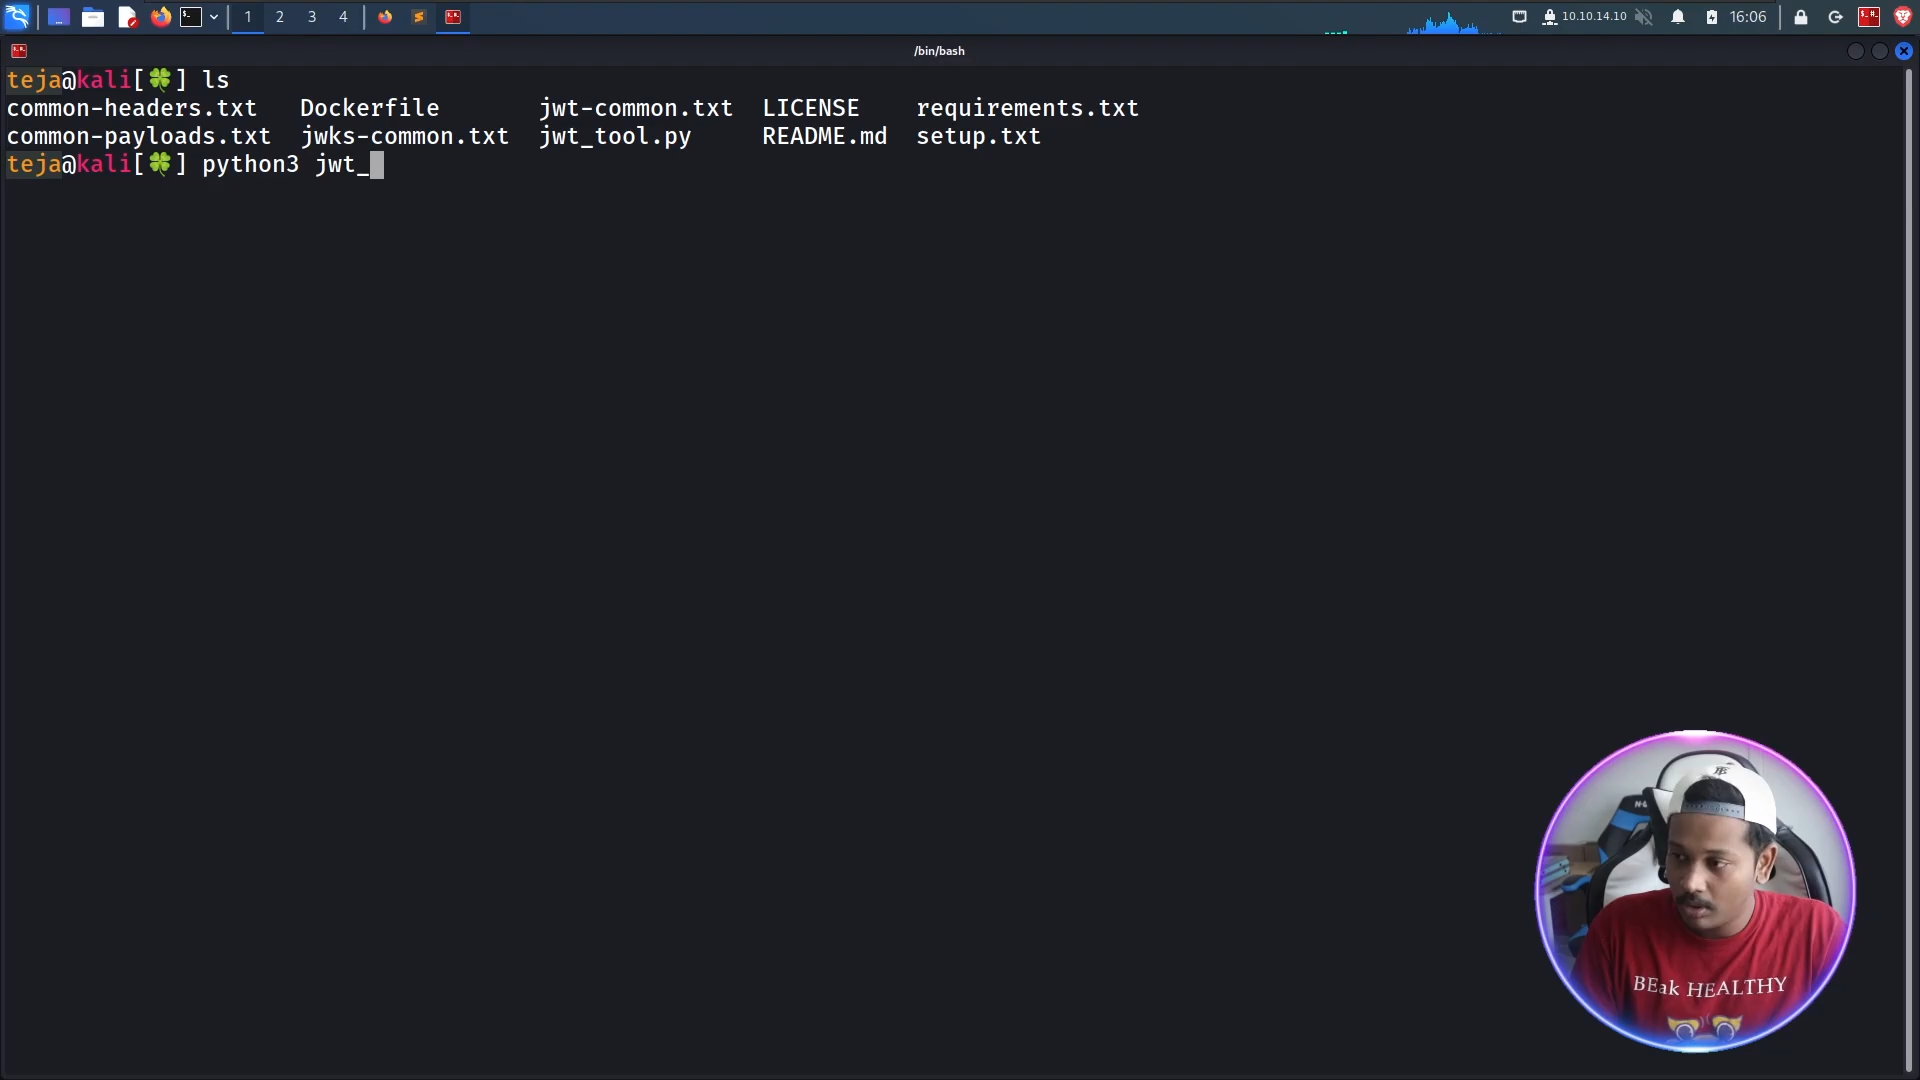 1 2 3 4 10.10.14.10 16:06
/bin/bash
teja@kali[🍀] ls
common-headers.txt Dockerfile jwt-common.txt LICENSE requirements.txt
common-payloads.txt jwks-common.txt jwt_tool.py README.md setup.txt
teja@kali[🍀] python3 jwt_
BEak HEALTHY